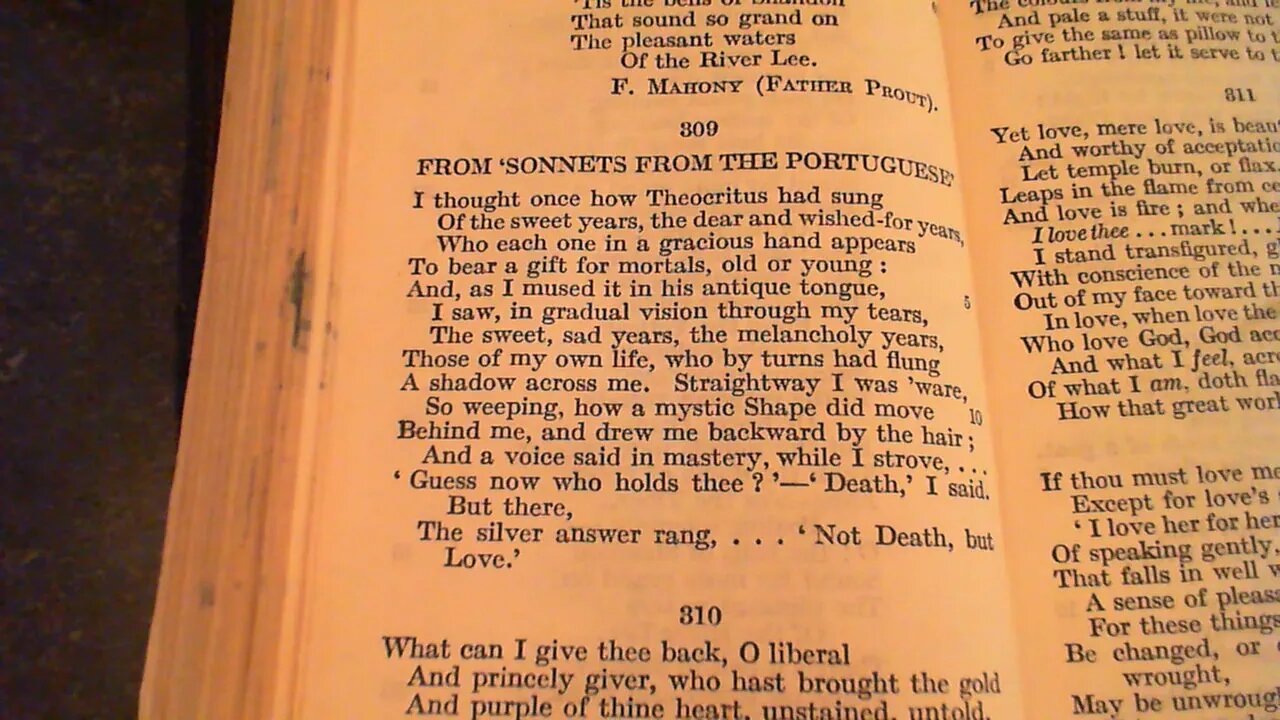 'Tis the bells of Shandon
That sound so grand on
The pleasant waters
Of the River Lee.
F. MAHONY (FATHER PROUT).
309
FROM 'SONNETS FROM THE PORTUGUESE'
I thought once how Theocritus had sung
Of the sweet years, the dear and wished-for years,
Who each one in a gracious hand appears
To bear a gift for mortals, old or young :
And, as I mused it in his antique tongue, 5
I saw, in gradual vision through my tears,
The sweet, sad years, the melancholy years,
Those of my own life, who by turns had flung
A shadow across me. Straightway I was 'ware,
So weeping, how a mystic Shape did move 10
Behind me, and drew me backward by the hair ;
And a voice said in mastery, while I strove, ...
' Guess now who holds thee ? '—' Death,' I said.
But there,
The silver answer rang, . . . ' Not Death, but
Love.'
310
What can I give thee back, O liberal
And princely giver, who hast brought the gold
And purple of thine heart, unstained, untold,
The colours from my
And pale a stuff, it were not
To give the same as pillow to
Go farther ! let it serve to
311
Yet love, mere love, is
And worthy of
Let temple burn, or flax.
Leaps in the flame from
And love is fire ; and
I love thee ... mark ! ....
I stand transfigured,
With conscience of the
Out of my face toward
In love, when love the
Who love God, God
And what I feel,
Of what I am, doth
How that great
If thou must love
Except for love's
' I love her for her
Of speaking gently,
That falls in well
A sense of
For these things
Be changed, or
wrought,
May be